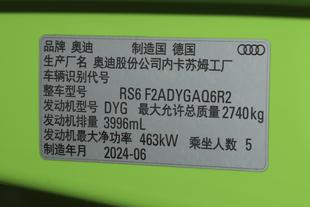 品牌 奥迪 制造国 德国
生产厂名 奥迪股份公司内卡苏姆工厂
车辆识别代号
整车型号 RS6 F2ADYGAQ6R2
发动机型号 DYG 最大允许总质量 2740kg
发动机排量 3996mL
发动机最大净功率 463kW 乘坐人数 5
制造年月 2024-06